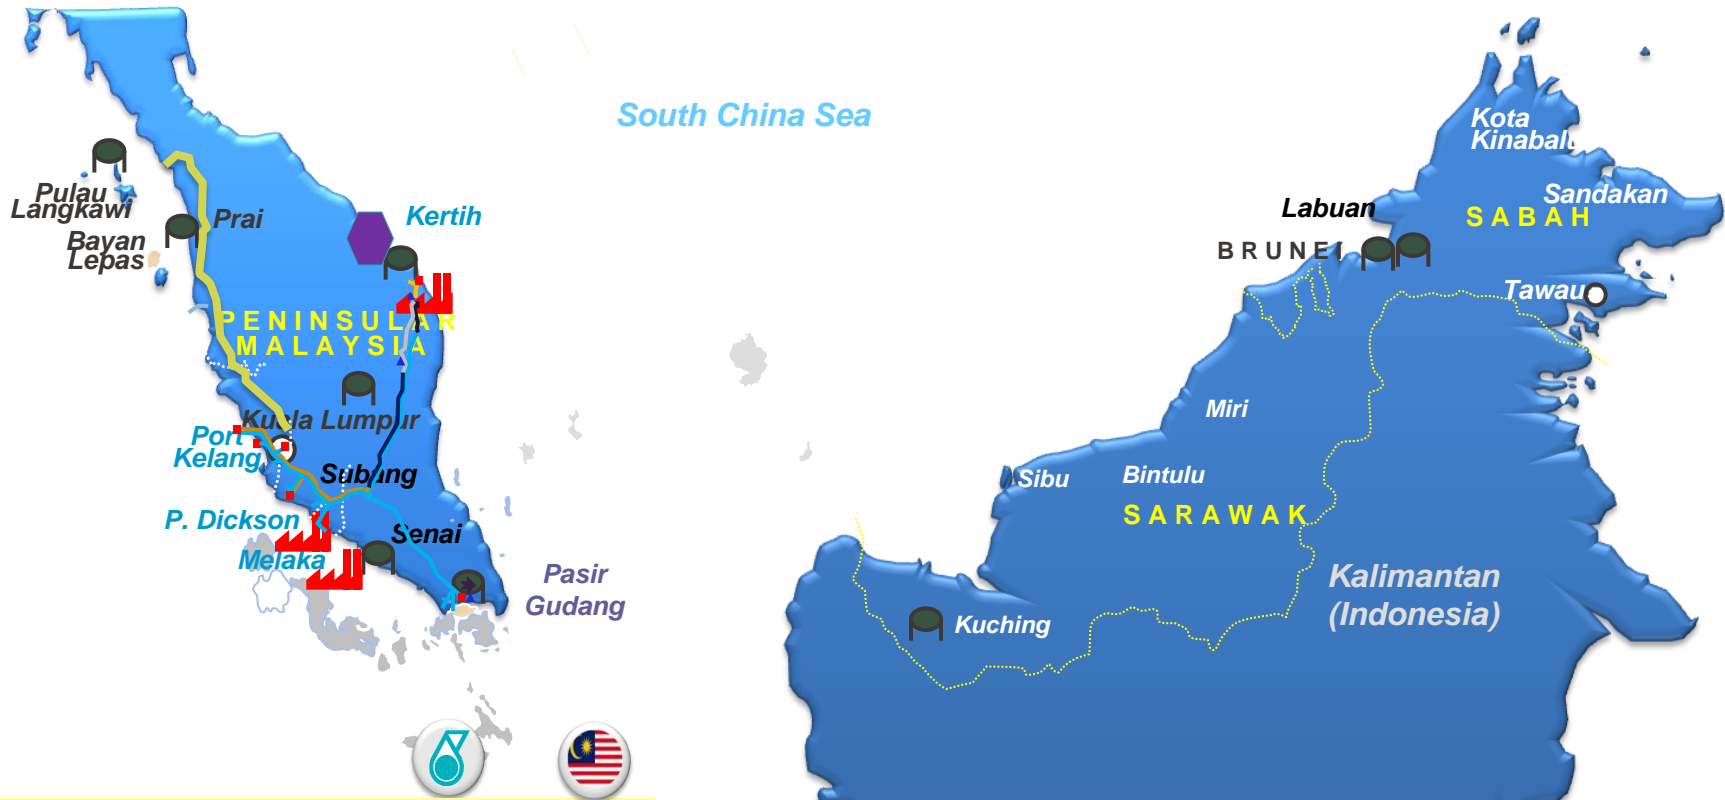 South China Sea
Kota
Kinabalu
Pulau
Langkawi
Sandakan
Kertih
Prai
Labuan
SABAH
Bayan
Lepas
BRUNEI
Tawau
PENINSULAR
MALAYSIA
Miri
Kuala Lumpur
Port
Kelang
Subang
Sibu
Bintulu
SARAWAK
P. Dickson
Senai
Melaka
Pasir
Gudang
Kalimantan
(Indonesia)
Kuching